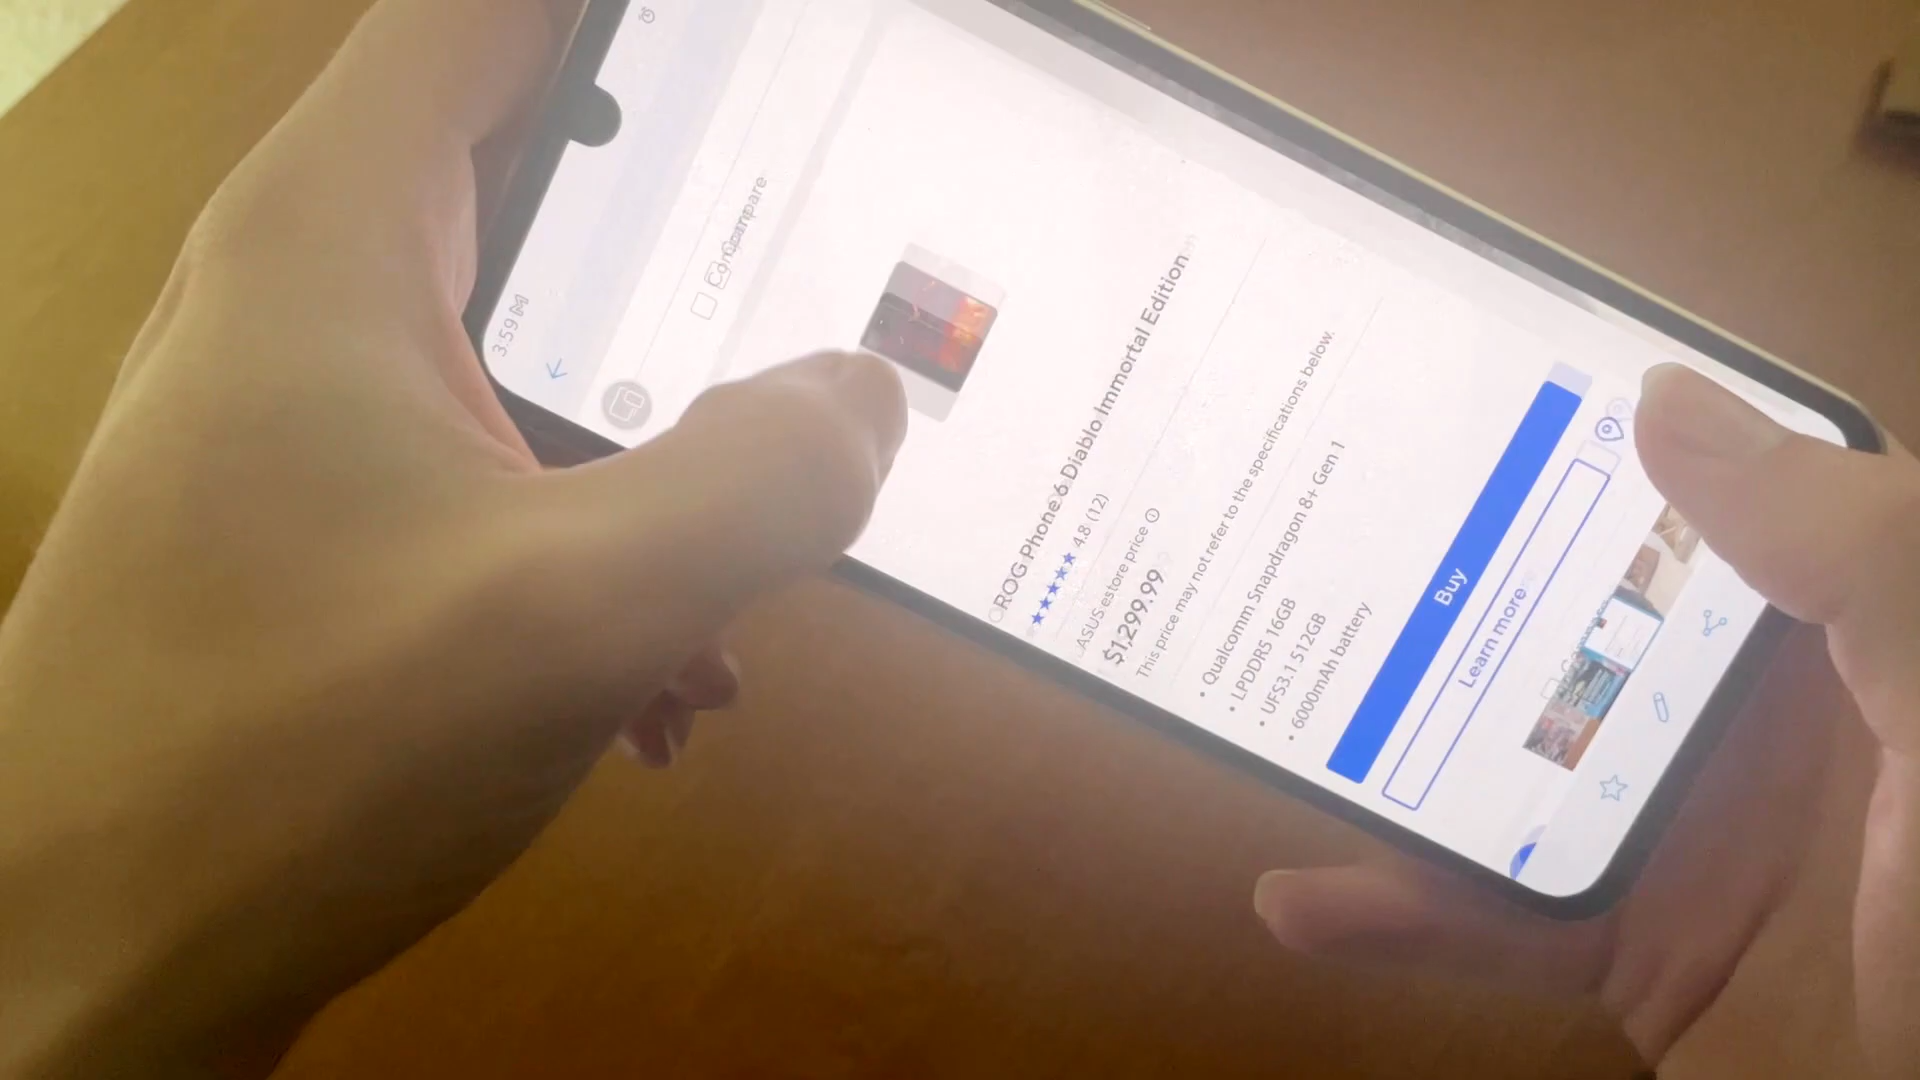 3:59 M
Compare
ROG Phone 6 Diablo Immortal Edition
4.8 (12)
ASUS estore price
$1,299.99
This price may not refer to the specifications below.
• Qualcomm Snapdragon 8+ Gen 1
• LPDDR5 16GB
• UFS3.1 512GB
• 6000mAh battery
Buy
Learn more